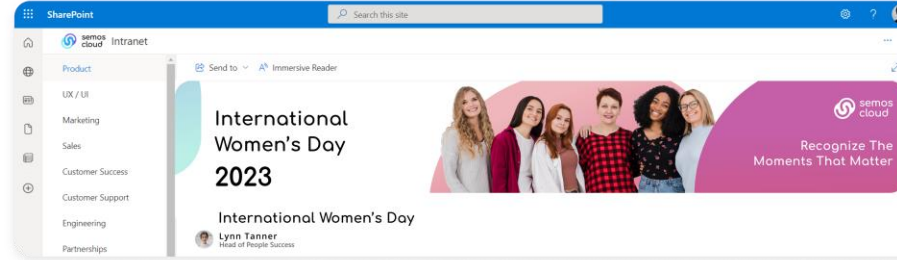 SharePoint
Search this site
semos
cloud
Intranet
Product
UX / UI
Marketing
Sales
Customer Success
Customer Support
Engineering
Partnerships
Send to
Immersive Reader
International
Women's Day
2023
semos
cloud
Recognize The
Moments That Matter
International Women's Day
Lynn Tanner
Head of People Success